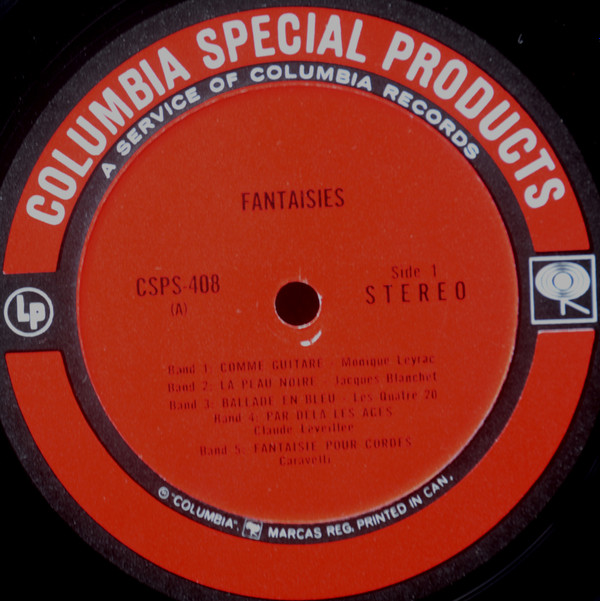 COLUMBIA SPECIAL PRODUCTS
A SERVICE OF COLUMBIA RECORDS
FANTAISIES
CSPS-408
(A)
Side 1
STEREO
LP
Band 1: COMME GUITARE - Monique Leyrac
Band 2: LA PEAU NOIRE - Jacques Blanchet
Band 3: BALLADE EN BLEU - Les Quatre 20
Band 4: PAR DELA LES AGES
Claude Leveillee
Band 5: FANTAISIE POUR CORDES
Caravelli
® "COLUMBIA", MARCAS REG. PRINTED IN CAN.